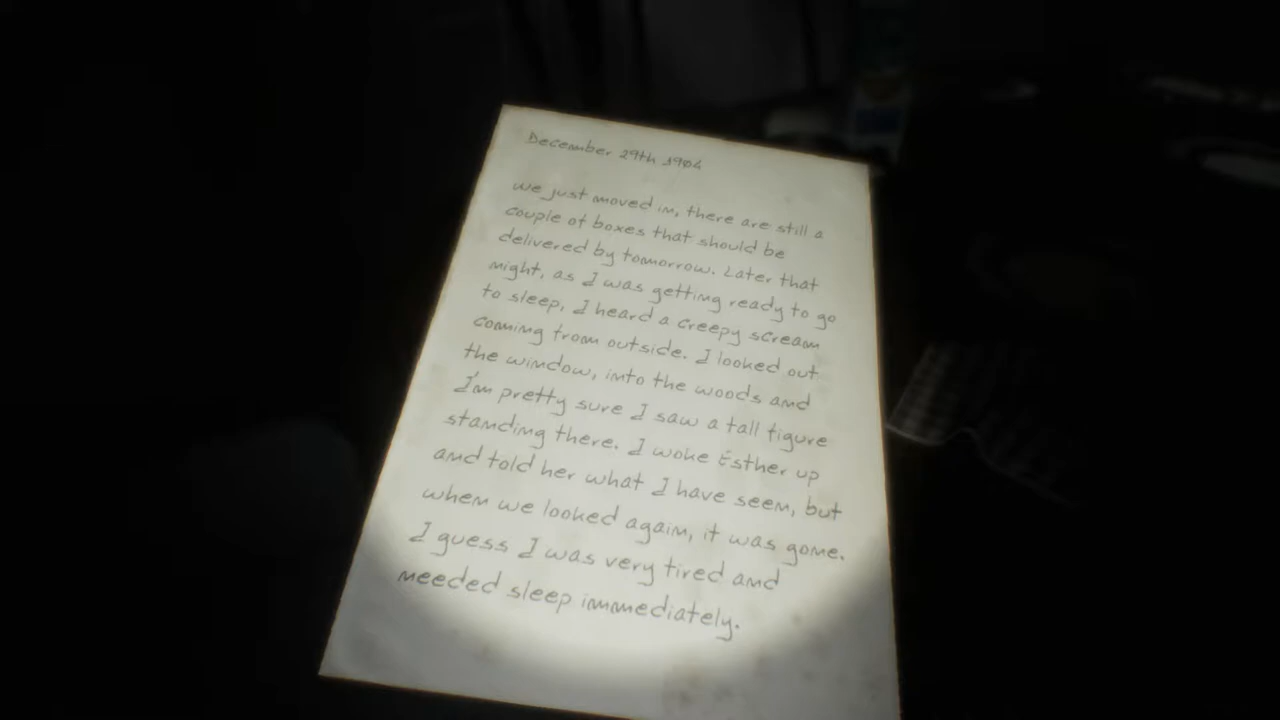 December 29th 1904
we just moved in, there are still a
couple of boxes that should be
delivered by tomorrow. Later that
night, as I was getting ready to go
to sleep, I heard a creepy scream
coming from outside. I looked out
the window, into the woods and
I'm pretty sure I saw a tall figure
standing there. I woke Esther up
and told her what I have seen, but
when we looked again, it was gone.
I guess I was very tired and
needed sleep immediately.